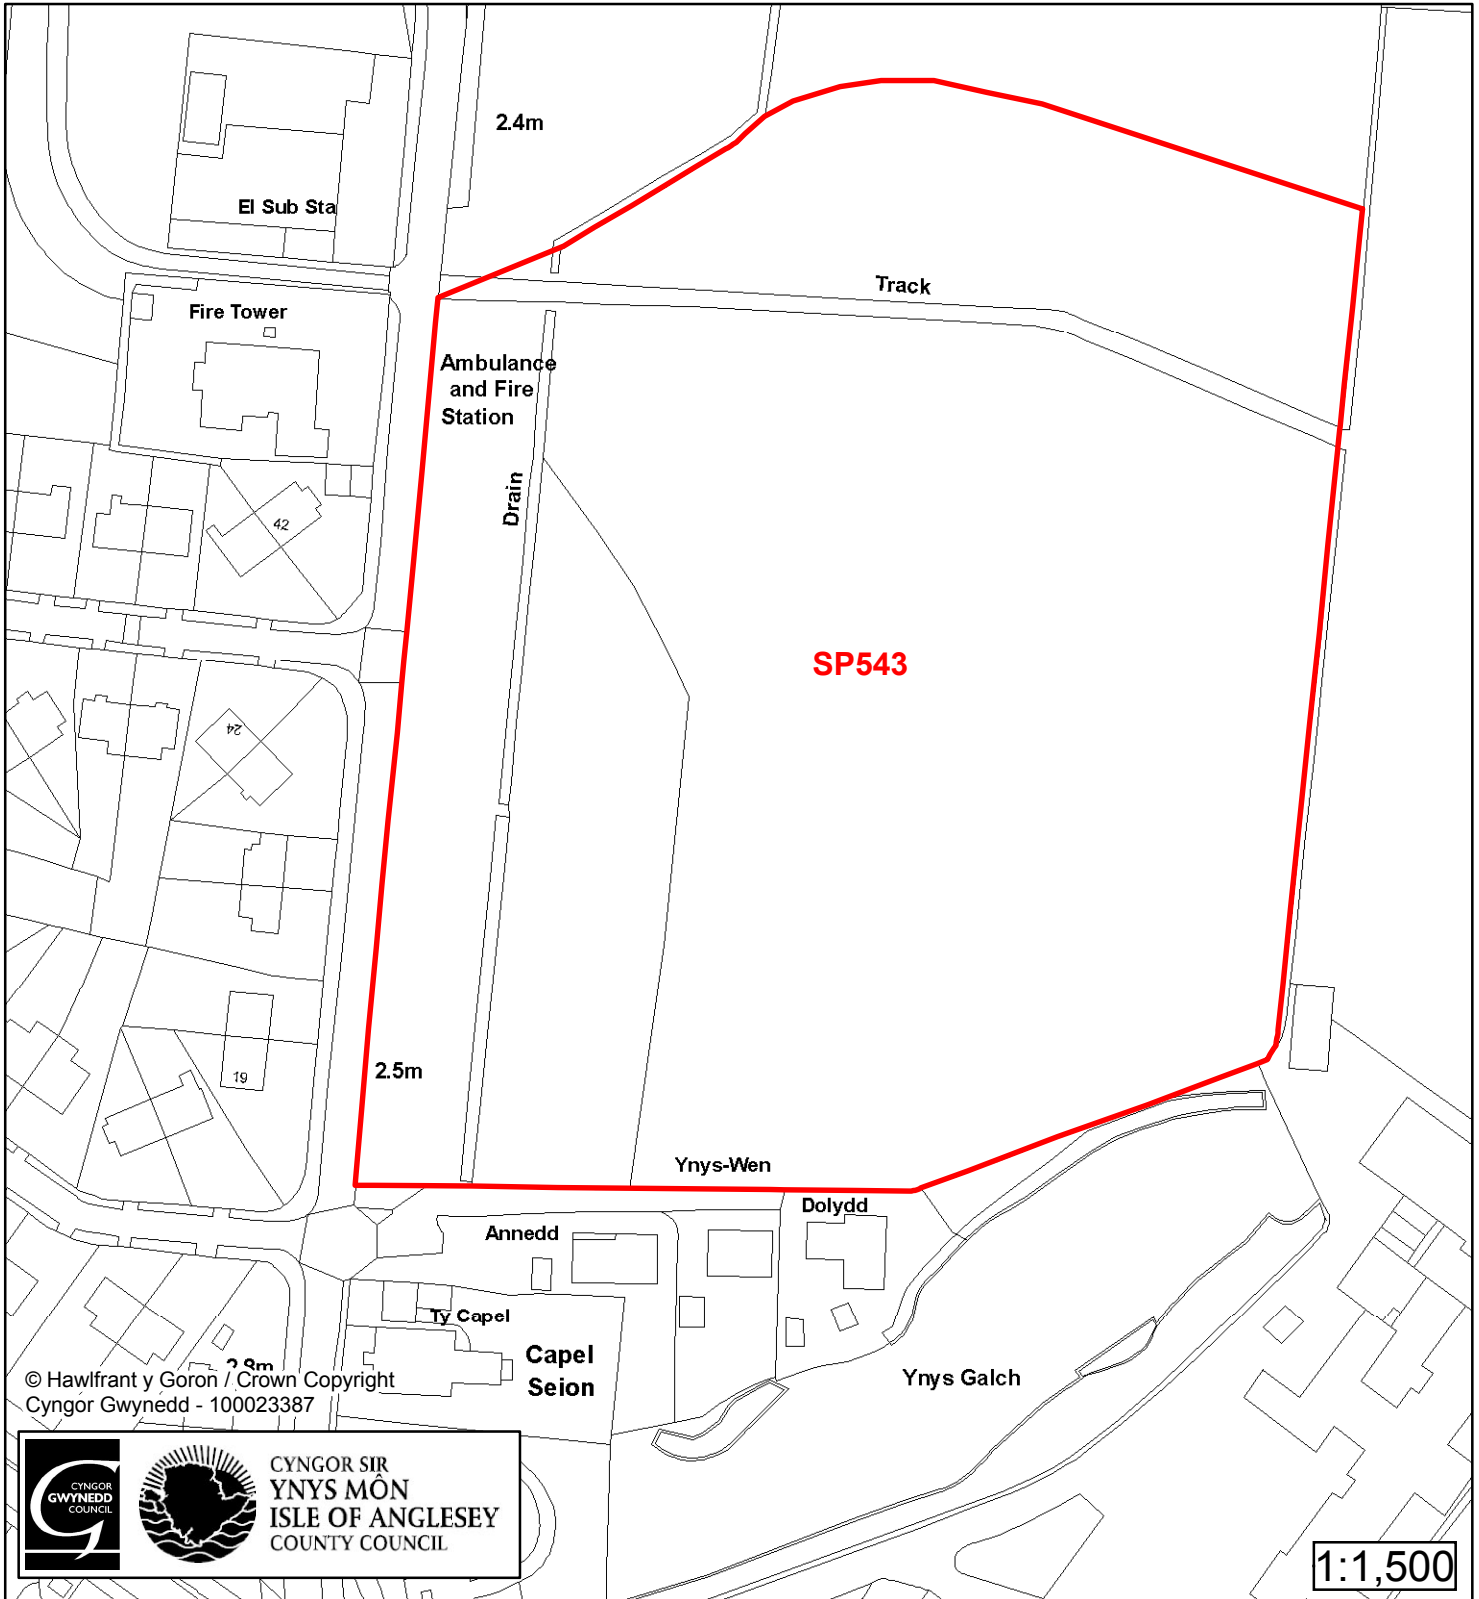 2.4m
El Sub Sta
Track
Fire Tower
Ambulance
and Fire
Station
Drain
42
SP543
24
2.5m
19
Ynys-Wen
Dolydd
Annedd
Ty Capel
Capel
Seion
2.8m
Ynys Galch
© Hawlfraint y Goron / Crown Copyright
Cyngor Gwynedd - 100023387
CYNGOR
GWYNEDD
COUNCIL
CYNGOR SIR
YNYS MÔN
ISLE OF ANGLESEY
COUNTY COUNCIL
1:1,500